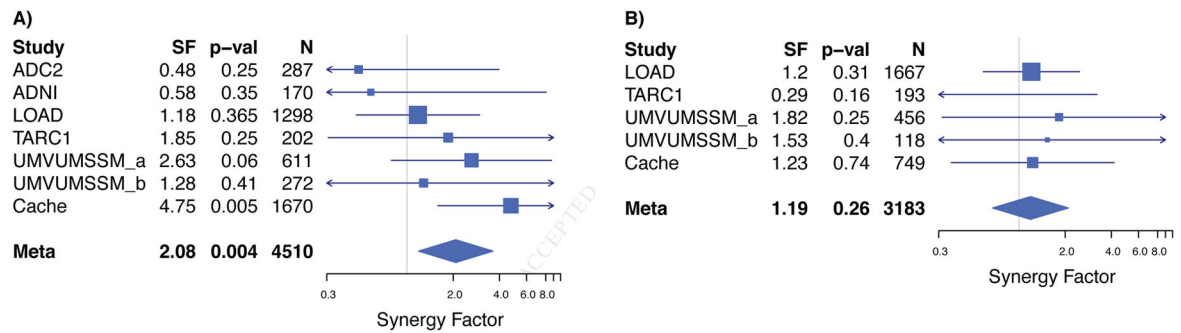 A)
Study SF p-val N
ADC2 0.48 0.25 287
ADNI 0.58 0.35 170
LOAD 1.18 0.365 1298
TARC1 1.85 0.25 202
UMVUMSSM_a 2.63 0.06 611
UMVUMSSM_b 1.28 0.41 272
Cache 4.75 0.005 1670
Meta 2.08 0.004 4510
ACCEPTED
0.3 2.0 4.0 6.0 8.0
Synergy Factor
B)
Study SF p-val N
LOAD 1.2 0.31 1667
TARC1 0.29 0.16 193
UMVUMSSM_a 1.82 0.25 456
UMVUMSSM_b 1.53 0.4 118
Cache 1.23 0.74 749
Meta 1.19 0.26 3183
0.3 2.0 4.0 6.0 8.0
Synergy Factor